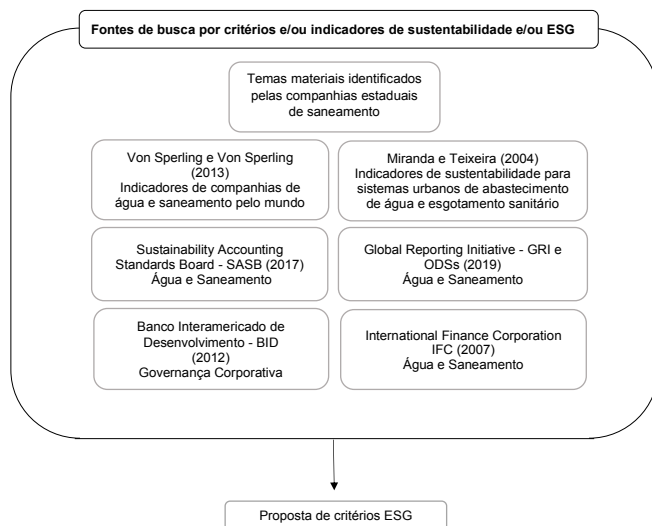 Fontes de busca por critérios e/ou indicadores de sustentabilidade e/ou ESG
Temas materiais identificados
pelas companhias estaduais
de saneamento
Von Sperling e Von Sperling
(2013)
Indicadores de companhias de
água e saneamento pelo mundo
Miranda e Teixeira (2004)
Indicadores de sustentabilidade para
sistemas urbanos de abastecimento
de água e esgotamento sanitário
Sustainability Accounting
Standards Board - SASB (2017)
Água e Saneamento
Global Reporting Initiative - GRI e
ODSs (2019)
Água e Saneamento
Banco Interamericado de
Desenvolvimento - BID
(2012)
Governança Corporativa
International Finance Corporation
IFC (2007)
Água e Saneamento
Proposta de critérios ESG